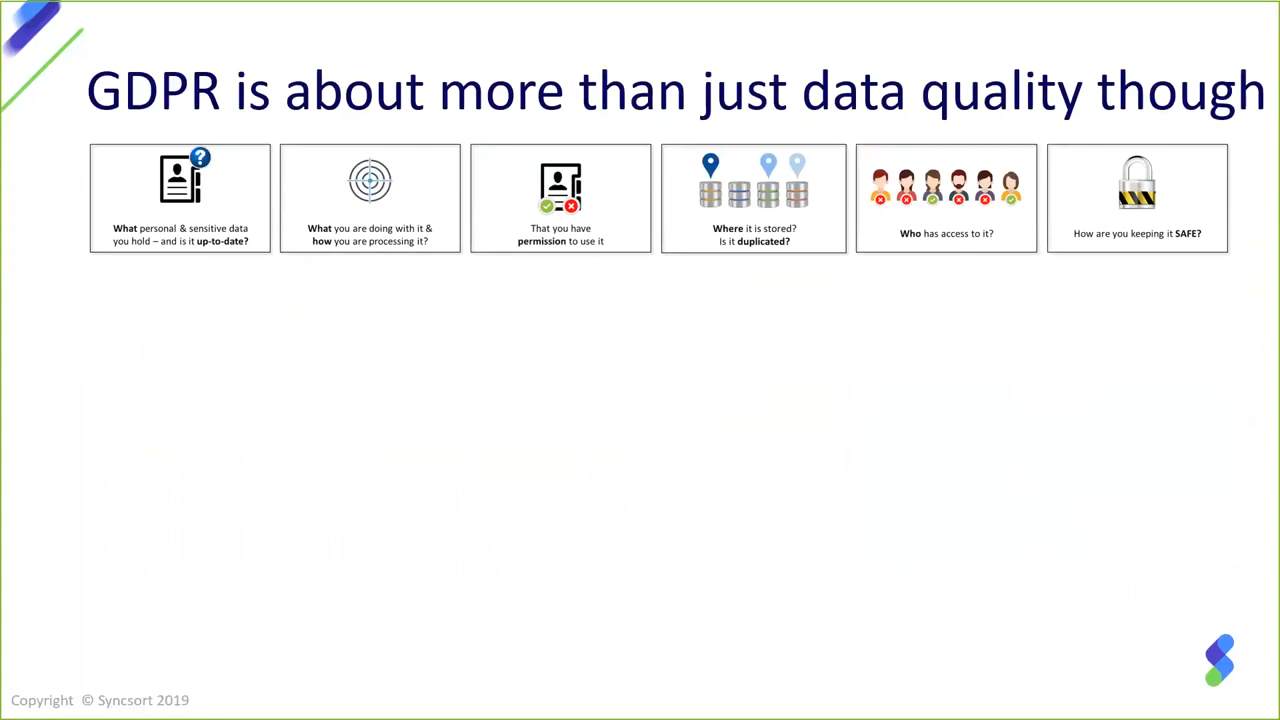 GDPR is about more than just data quality though
What personal & sensitive data
you hold – and is it up-to-date?
What you are doing with it &
how you are processing it?
That you have
permission to use it
Where it is stored?
Is it duplicated?
Who has access to it?
How are you keeping it SAFE?
Copyright © Syncsort 2019